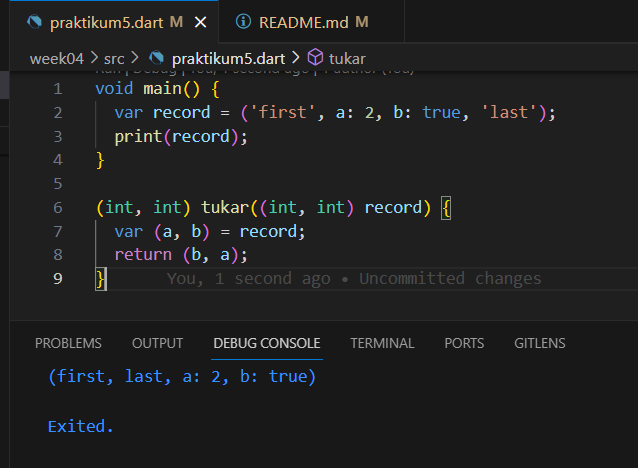 praktikum5.dart M
README.md M
week04 > src > praktikum5.dart > tukar
Run | Debug | You, 1 second ago | 1 author (You)
1 void main() {
2 var record = ('first', a: 2, b: true, 'last');
3 print(record);
4 }
5
6 (int, int) tukar((int, int) record) {
7 var (a, b) = record;
8 return (b, a);
9 } You, 1 second ago • Uncommitted changes
PROBLEMS OUTPUT DEBUG CONSOLE TERMINAL PORTS GITLENS
(first, last, a: 2, b: true)
Exited.